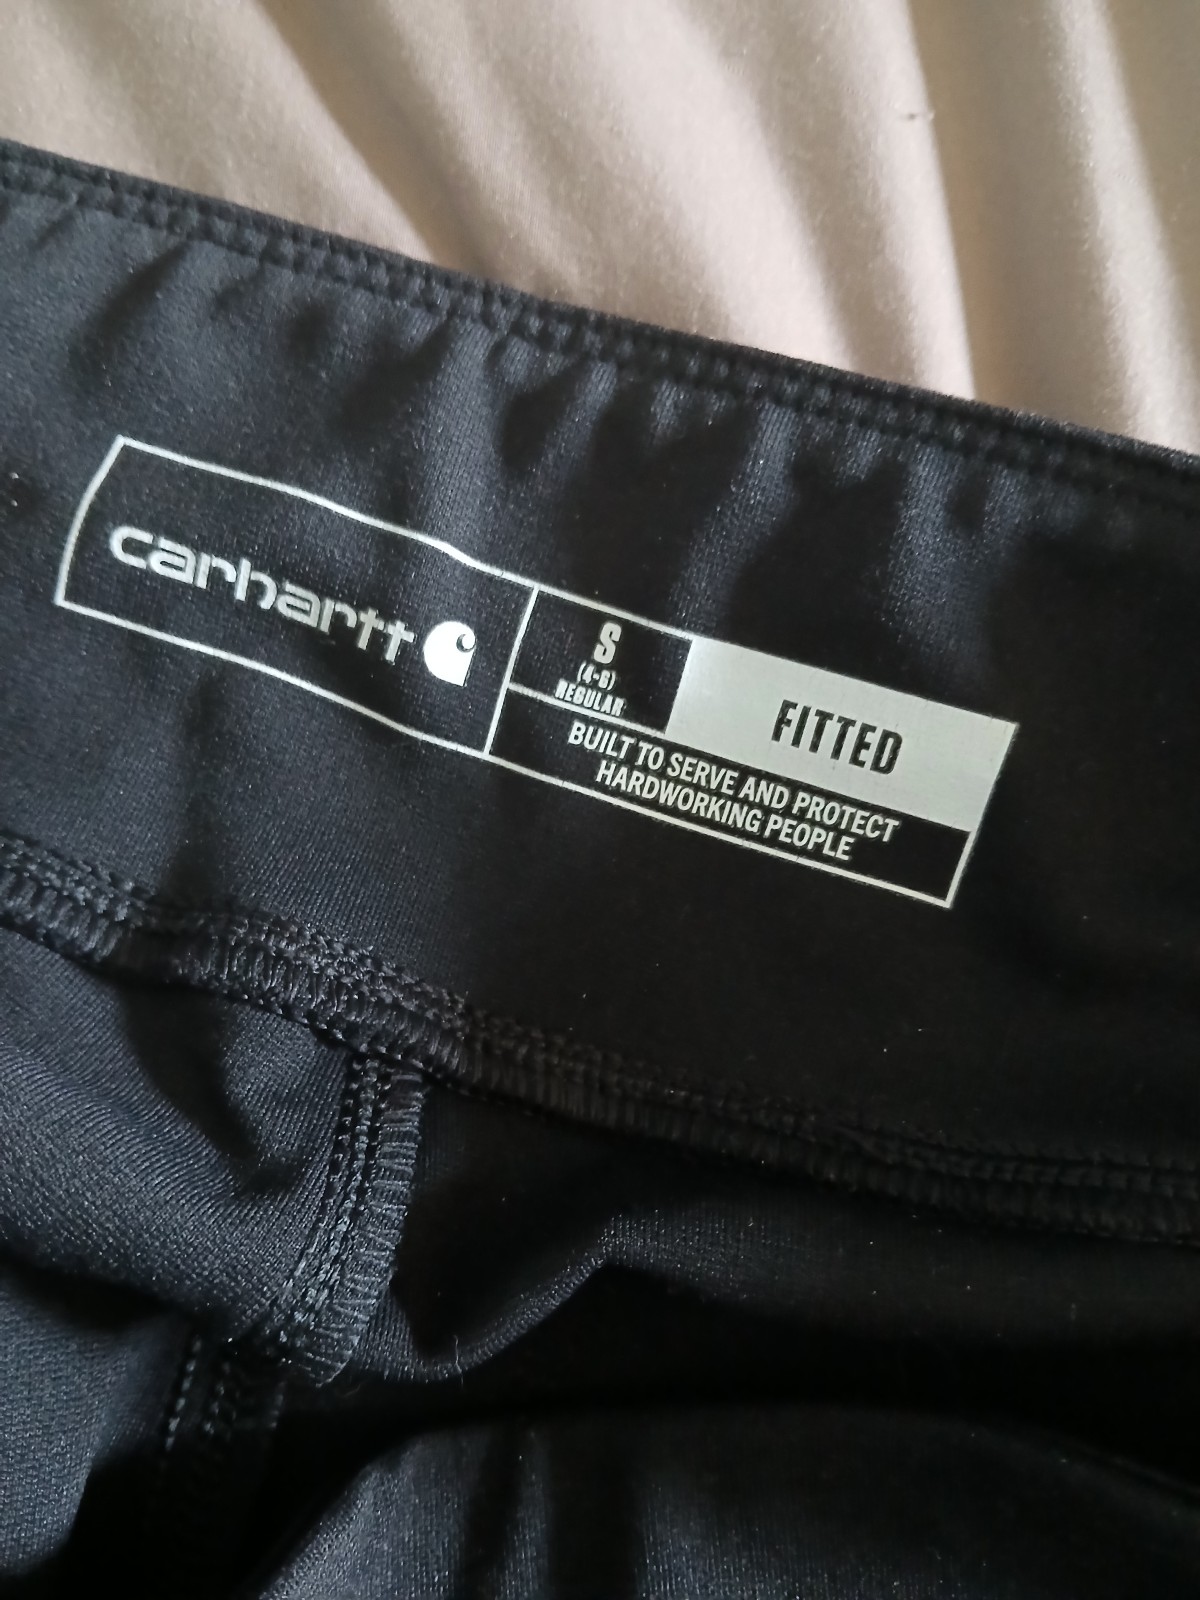 carhartt
S
(4-6)
REGULAR
FITTED
BUILT TO SERVE AND PROTECT
HARDWORKING PEOPLE